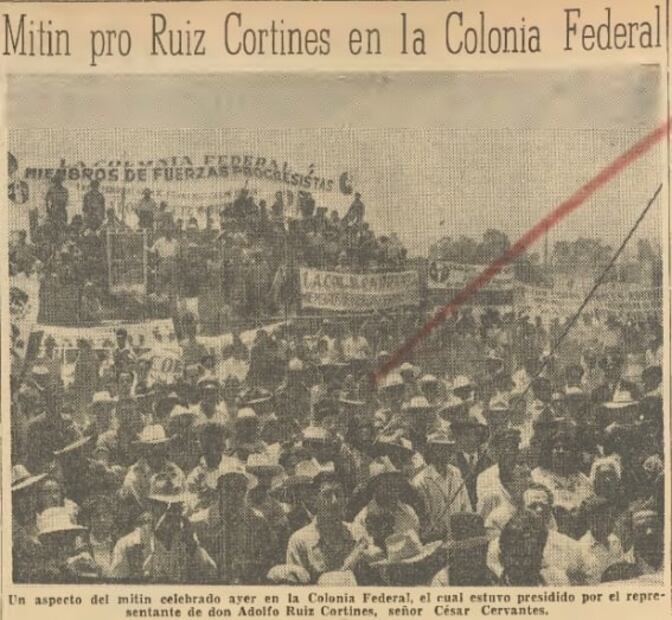 Mitin pro Ruiz Cortines en la Colonia Federal
LA COLONIA FEDERAL
MIEMBROS DE FUERZAS PROGRESISTAS
LA COLONIA
Un aspecto del mitin celebrado ayer en la Colonia Federal, el cual estuvo presidido por el repre-
sentante de don Adolfo Ruiz Cortines, señor César Cervantes.